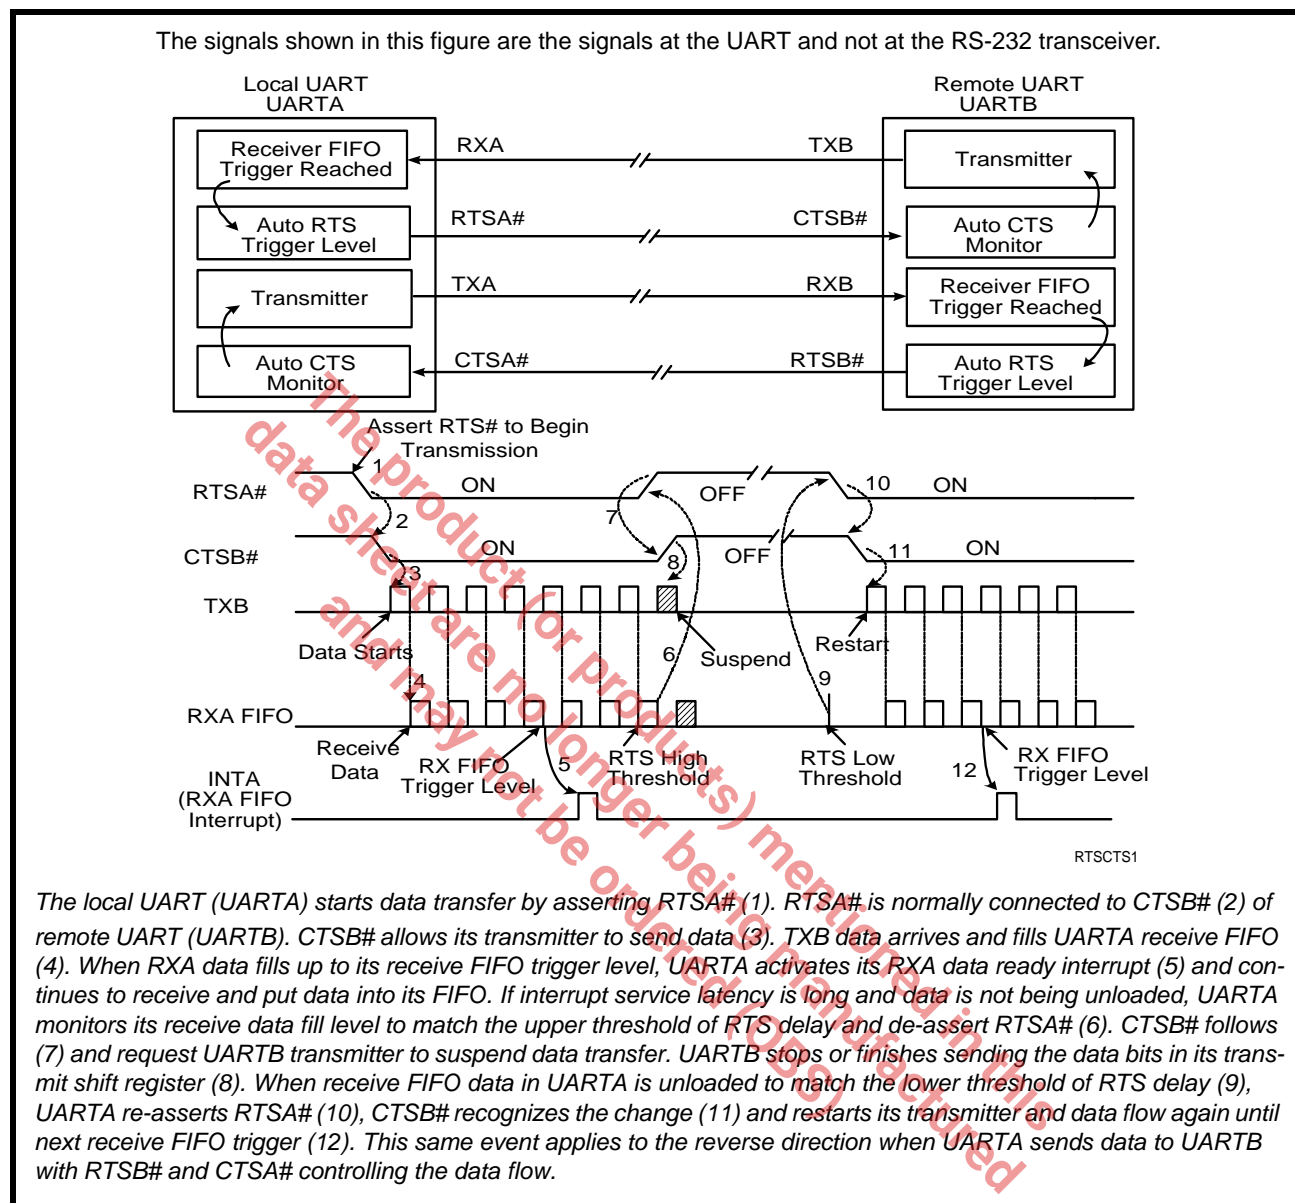 The signals shown in this figure are the signals at the UART and not at the RS-232 transceiver.
Local UART
UARTA
Remote UART
UARTB
Receiver FIFO
Trigger Reached
RXA
TXB
Transmitter
Auto RTS
Trigger Level
RTSA#
CTSB#
Auto CTS
Monitor
Transmitter
TXA
RXB
Receiver FIFO
Trigger Reached
Auto CTS
Monitor
CTSA#
RTSB#
Auto RTS
Trigger Level
Assert RTS# to Begin
Transmission
RTSA#
1
ON
OFF
10
ON
2
7
CTSB#
ON
OFF
11
ON
3
8
TXB
Data Starts
6
Suspend
Restart
4
9
RXA FIFO
Receive
Data
RX FIFO
Trigger Level
5
RTS High
Threshold
RTS Low
Threshold
12
RX FIFO
Trigger Level
INTA
(RXA FIFO
Interrupt)
RTSCTS1
The local UART (UARTA) starts data transfer by asserting RTSA# (1). RTSA# is normally connected to CTSB# (2) of
remote UART (UARTB). CTSB# allows its transmitter to send data (3). TXB data arrives and fills UARTA receive FIFO
(4). When RXA data fills up to its receive FIFO trigger level, UARTA activates its RXA data ready interrupt (5) and con-
tinues to receive and put data into its FIFO. If interrupt service latency is long and data is not being unloaded, UARTA
monitors its receive data fill level to match the upper threshold of RTS delay and de-assert RTSA# (6). CTSB# follows
(7) and request UARTB transmitter to suspend data transfer. UARTB stops or finishes sending the data bits in its trans-
mit shift register (8). When receive FIFO data in UARTA is unloaded to match the lower threshold of RTS delay (9),
UARTA re-asserts RTSA# (10), CTSB# recognizes the change (11) and restarts its transmitter and data flow again until
next receive FIFO trigger (12). This same event applies to the reverse direction when UARTA sends data to UARTB
with RTSB# and CTSA# controlling the data flow.
The product (or products) mentioned in this
data sheet are no longer being manufactured
and may not be ordered (OBS)